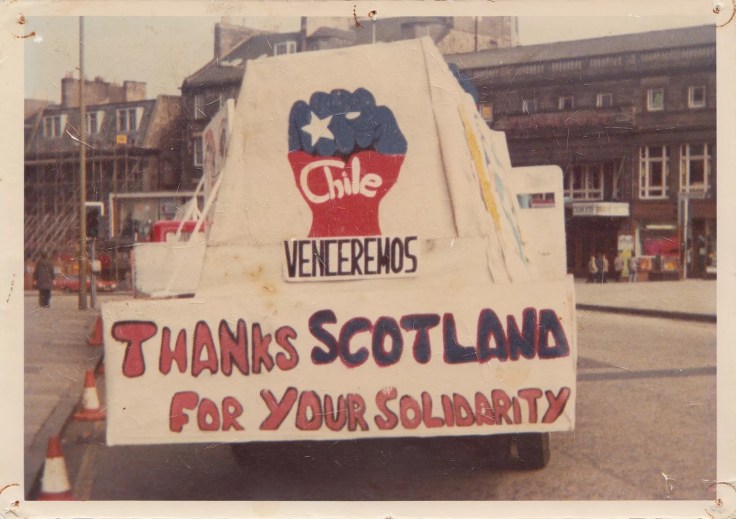 Chile
VENCEREMOS
THANKS SCOTLAND
FOR YOUR SOLIDARITY